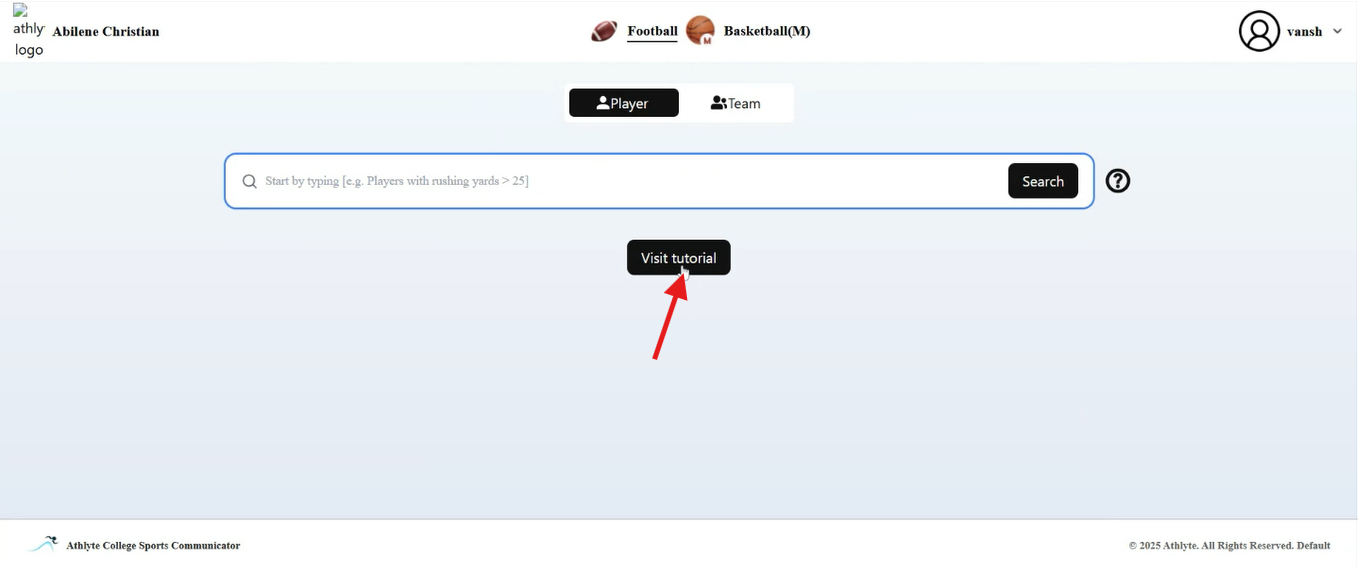 athly
logo
Abilene Christian
Football
M
Basketball(M)
vansh
Player
Team
Start by typing [e.g. Players with rushing yards > 25]
Search
?
Visit tutorial
Athlyte College Sports Communicator
© 2025 Athlyte. All Rights Reserved. Default